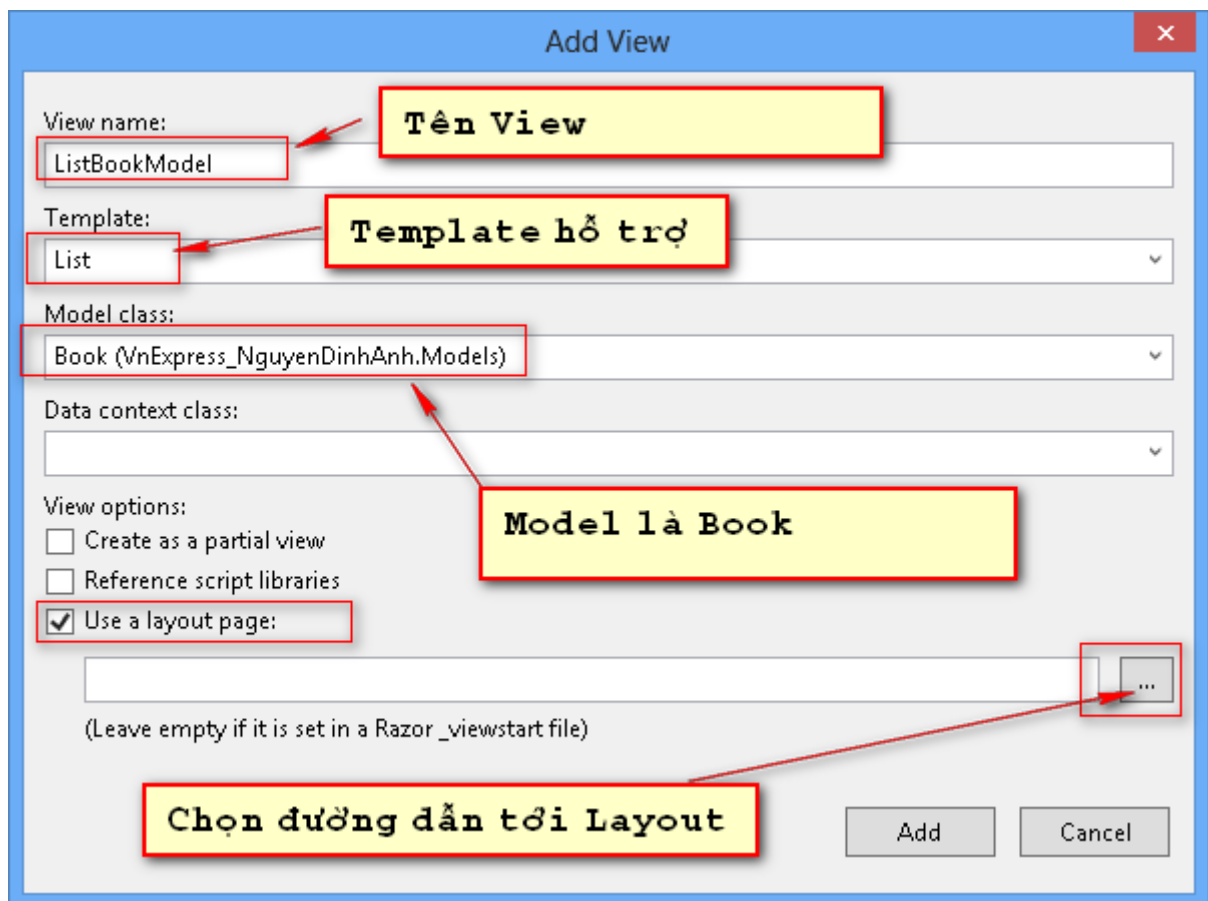 Add View
View name:
Tên View
ListBookModel
Template:
Template hỗ trợ
List
Model class:
Book (VnExpress_NguyenDinhAnh.Models)
Data context class:
View options:
Model là Book
Create as a partial view
Reference script libraries
Use a layout page:
...
(Leave empty if it is set in a Razor _viewstart file)
Chọn đường dẫn tới Layout
Add
Cancel